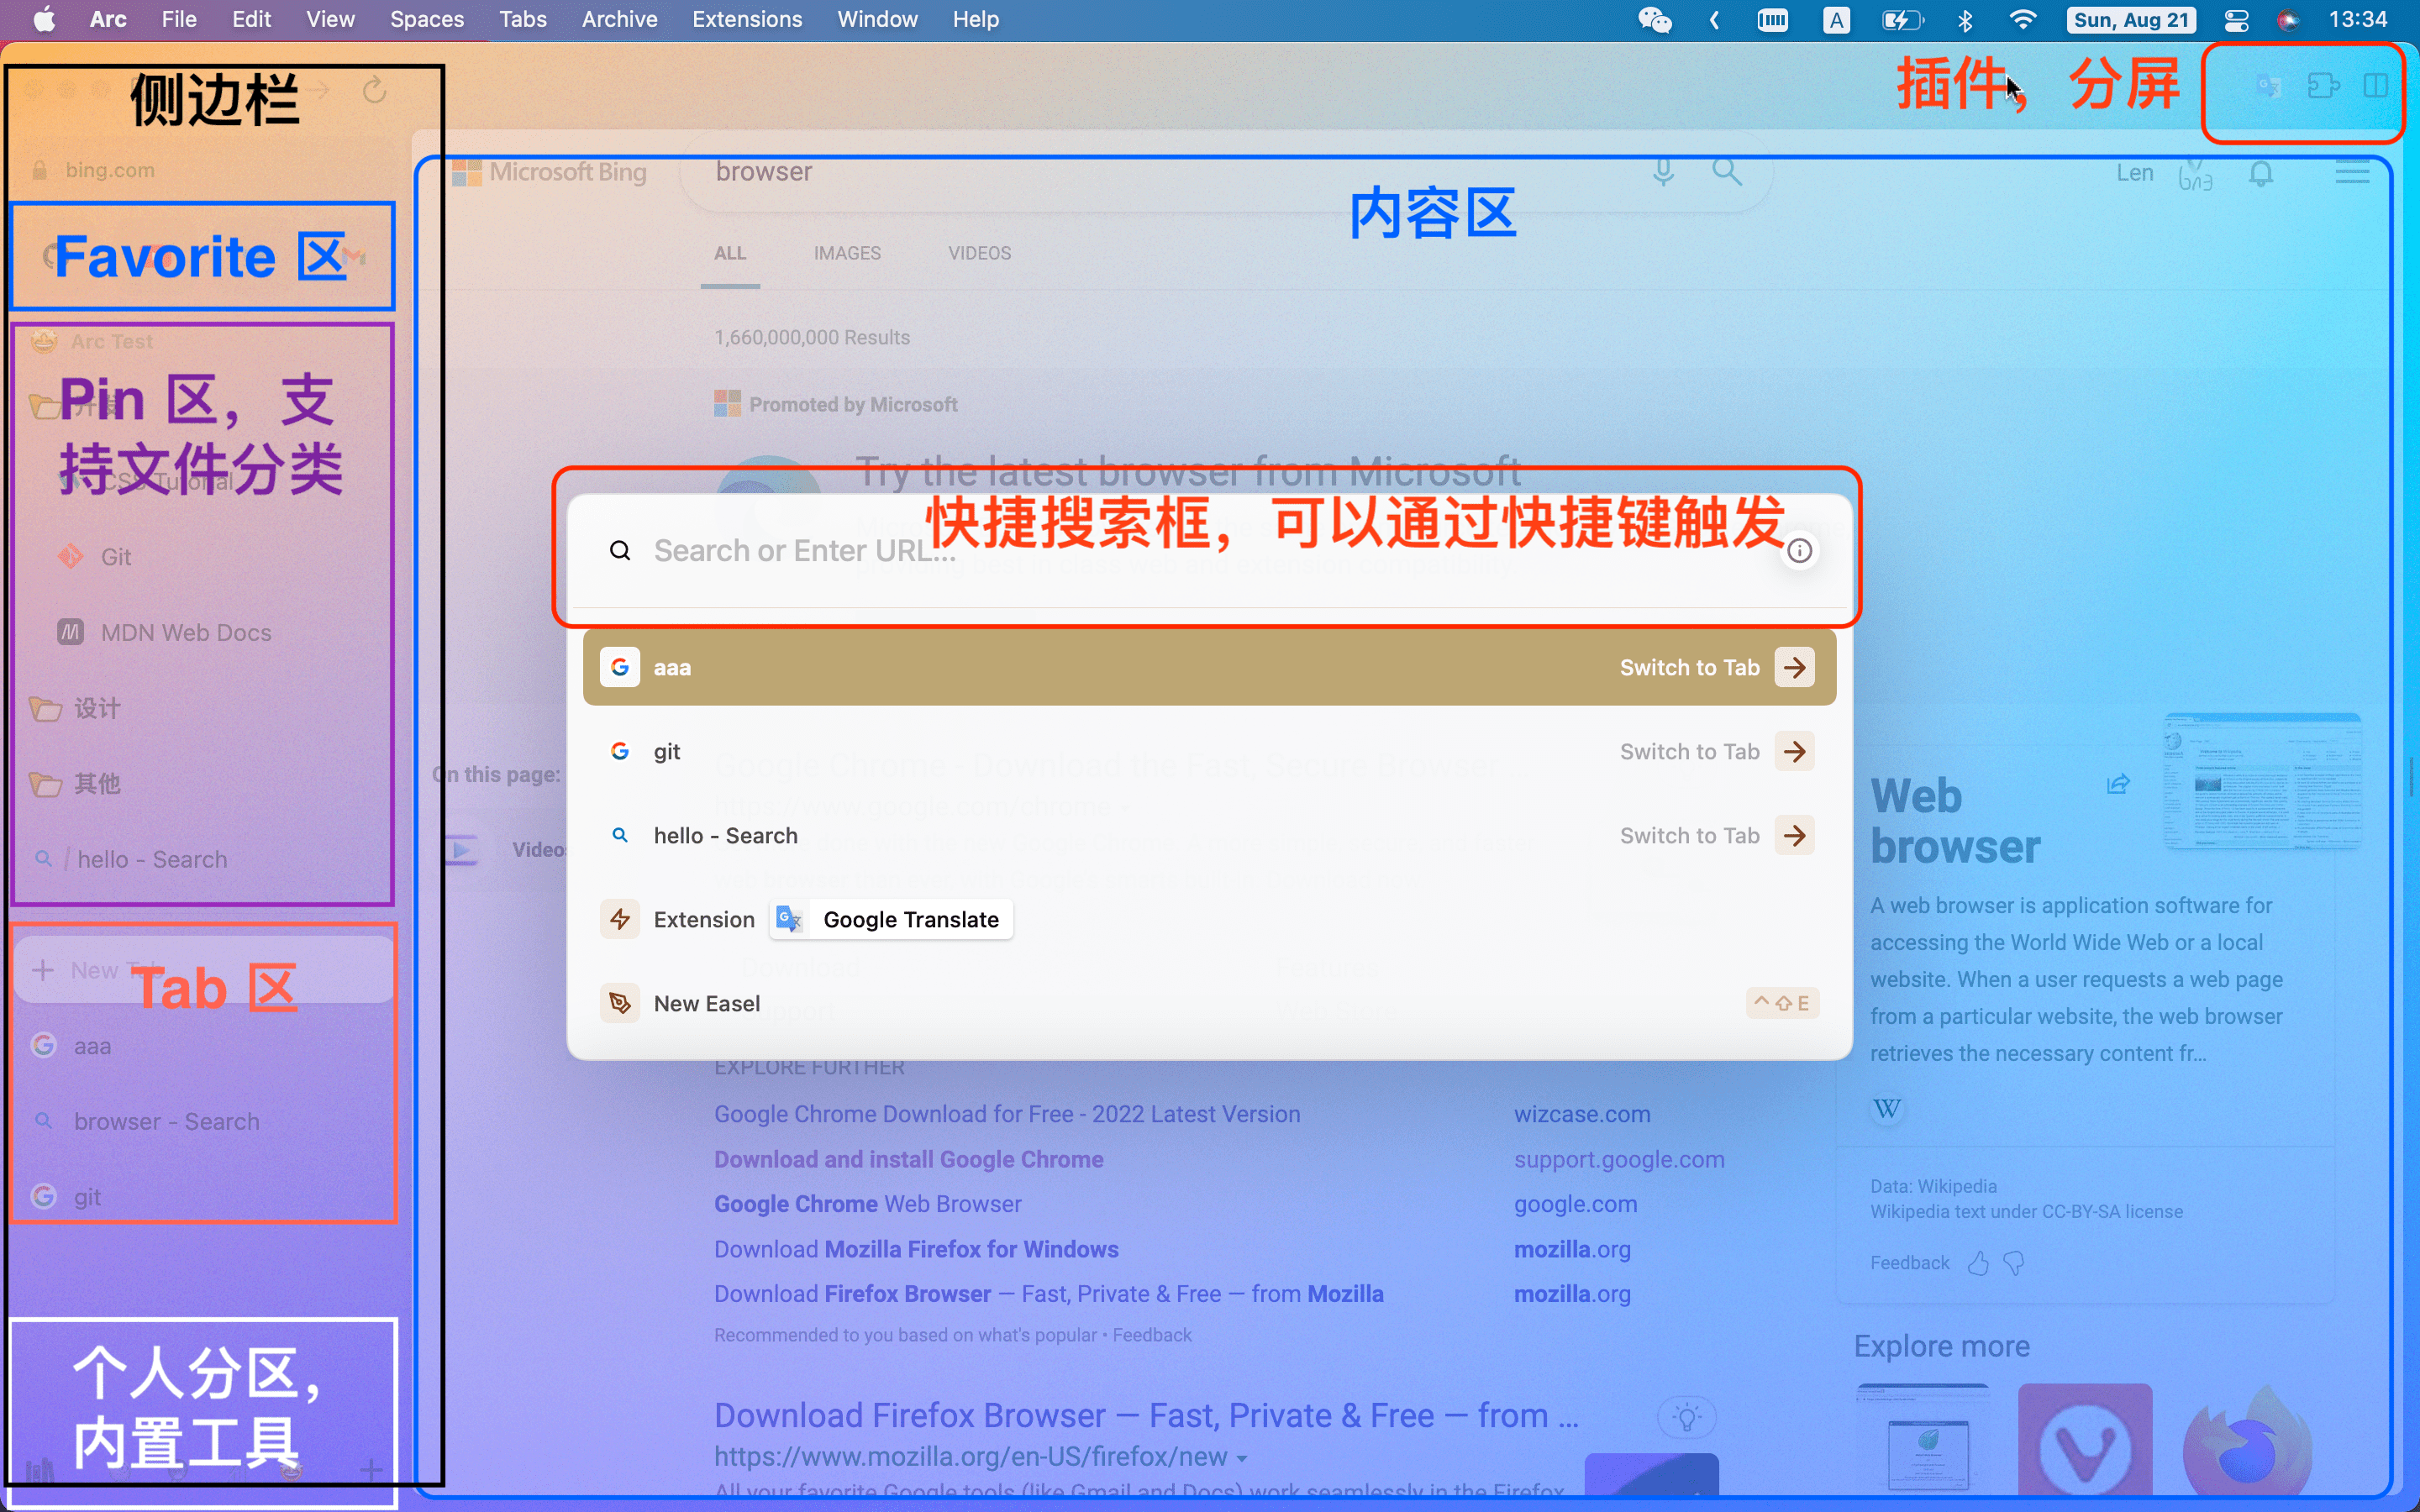 Arc File Edit View Spaces Tabs Archive Extensions Window Help
A Sun, Aug 21 13:34
侧边栏
插件， 分屏
bing.com
Microsoft Bing
browser
Len
内容区
Favorite 区
ALL IMAGES VIDEOS
1,660,000,000 Results
Arc Test
Pin 区，支
持文件分类
开发
CSS Tutorial
Promoted by Microsoft
Try the latest browser from Microsoft
快捷搜索框，可以通过快捷键触发
Search or Enter URL...
Git
MDN Web Docs
设计
其他
/ hello - Search
aaa Switch to Tab
git Switch to Tab
hello - Search Switch to Tab
Extension Google Translate
New Easel ^⇧E
On this page:
Videos
Google Chrome - Download the Fast, Secure Browser
Web
browser
A web browser is application software for
accessing the World Wide Web or a local
website. When a user requests a web page
from a particular website, the web browser
retrieves the necessary content fr...
W
Data: Wikipedia
Wikipedia text under CC-BY-SA license
Feedback
New Tab
Tab 区
aaa
browser - Search
git
个人分区，
内置工具
EXPLORE FURTHER
Google Chrome Download for Free - 2022 Latest Version wizcase.com
Download and install Google Chrome support.google.com
Google Chrome Web Browser google.com
Download Mozilla Firefox for Windows mozilla.org
Download Firefox Browser — Fast, Private & Free — from Mozilla mozilla.org
Recommended to you based on what's popular • Feedback
Explore more
Download Firefox Browser — Fast, Private & Free — from ...
https://www.mozilla.org/en-US/firefox/new
All your favorite Google tools (like Gmail and Docs) work seamlessly in the Firefox